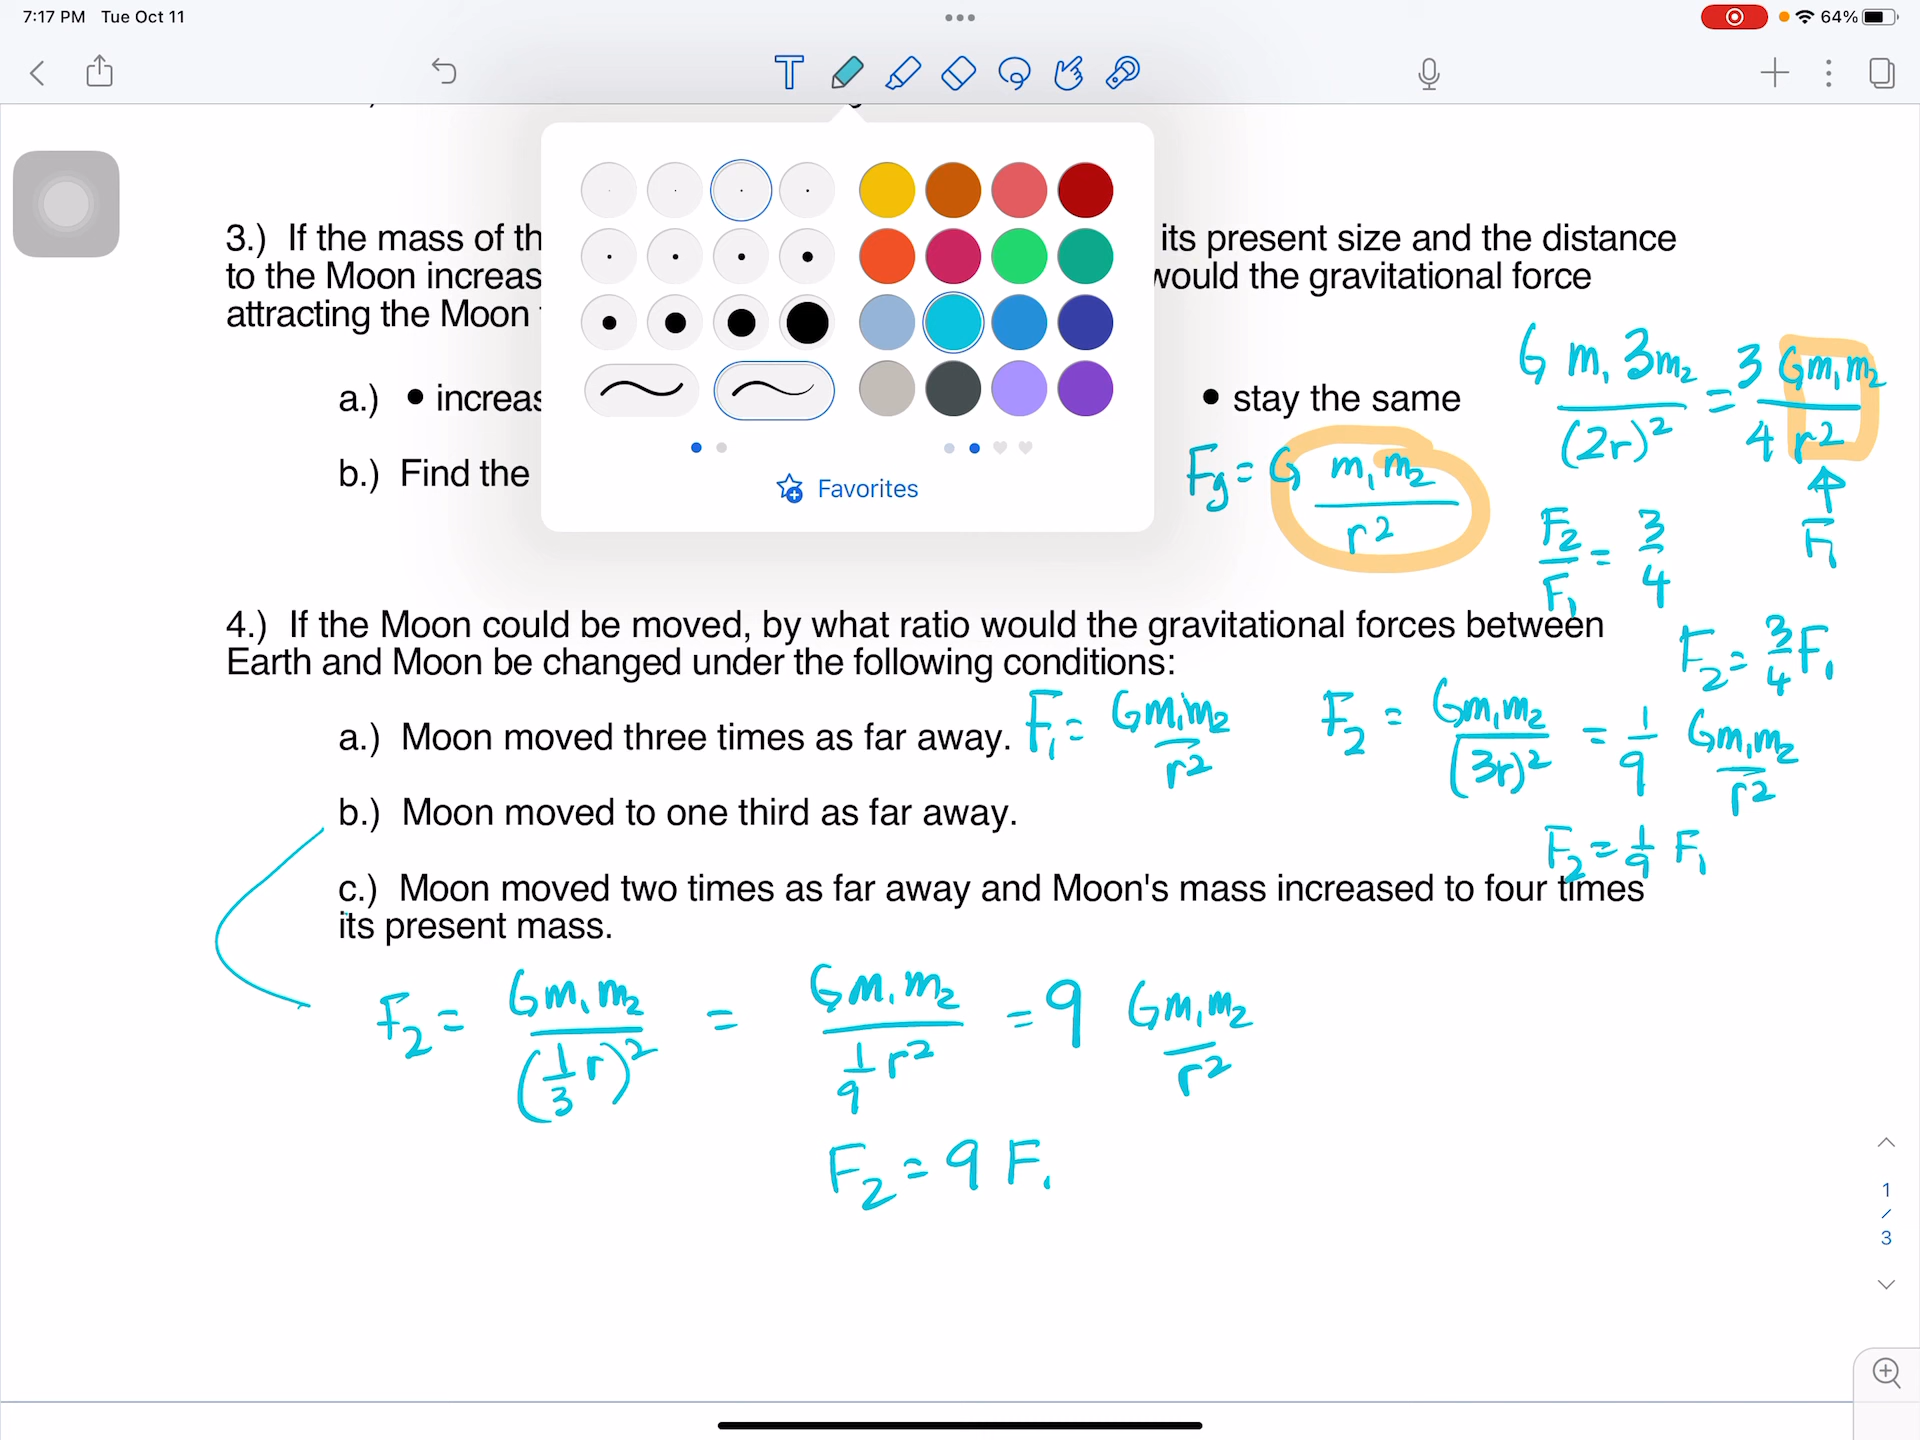 7:17 PM Tue Oct 11
64%
T
3.) If the mass of th
its present size and the distance
to the Moon increas
would the gravitational force
attracting the Moon
G m₁ 3m₂ / (2r)² = 3 Gm₁m₂ / 4 r²
a.) • increas
• stay the same
b.) Find the
Favorites
Fg = G m₁m₂ / r²
F₂ / F₁ = 3 / 4
F₁
4.) If the Moon could be moved, by what ratio would the gravitational forces between
Earth and Moon be changed under the following conditions:
F₂ = 3/4 F₁
a.) Moon moved three times as far away.
F₁ = Gm₁m₂ / r²
F₂ = Gm₁m₂ / (3r)² = 1/9 Gm₁m₂ / r²
b.) Moon moved to one third as far away.
F₂ = 1/9 F₁
c.) Moon moved two times as far away and Moon's mass increased to four times
its present mass.
F₂ = Gm₁m₂ / (1/3 r)² = Gm₁m₂ / 1/9 r² = 9 Gm₁m₂ / r²
F₂ = 9 F₁
1
/
3